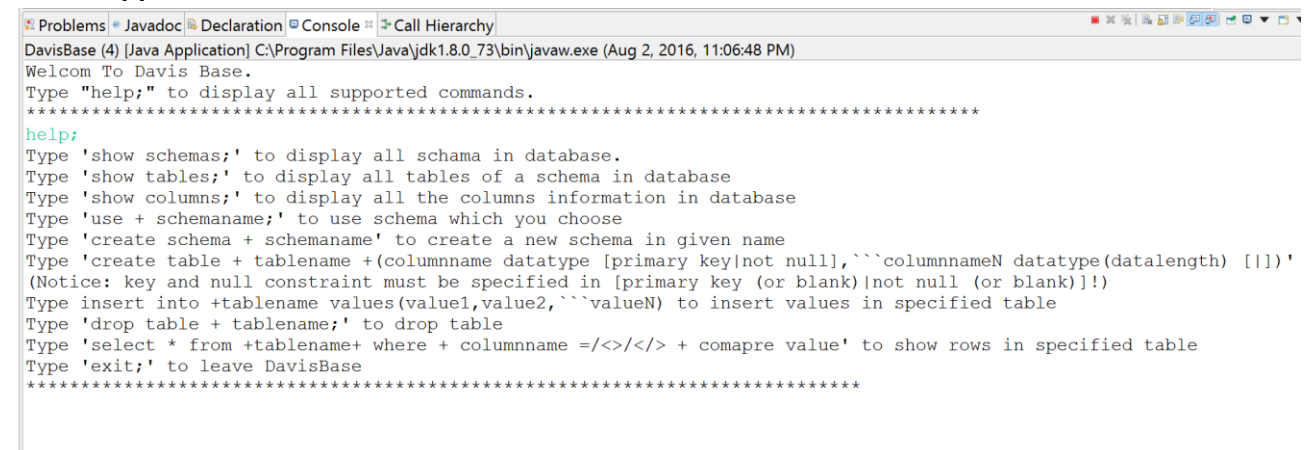 Problems Javadoc Declaration Console Call Hierarchy
DavisBase (4) [Java Application] C:\Program Files\Java\jdk1.8.0_73\bin\javaw.exe (Aug 2, 2016, 11:06:48 PM)
Welcom To Davis Base.
Type "help;" to display all supported commands.
********************************************************************************
help;
Type 'show schemas;' to display all schama in database.
Type 'show tables;' to display all tables of a schema in database
Type 'show columns;' to display all the columns information in database
Type 'use + schemaname;' to use schema which you choose
Type 'create schema + schemaname' to create a new schema in given name
Type 'create table + tablename +(columnname datatype [primary key|not null],```columnnameN datatype(datalength) [|])'
(Notice: key and null constraint must be specified in [primary key (or blank)|not null (or blank)]!)
Type insert into +tablename values(value1,value2,```valueN) to insert values in specified table
Type 'drop table + tablename;' to drop table
Type 'select * from +tablename+ where + columnname =/<>/</> + comapre value' to show rows in specified table
Type 'exit;' to leave DavisBase
**********************************************************************